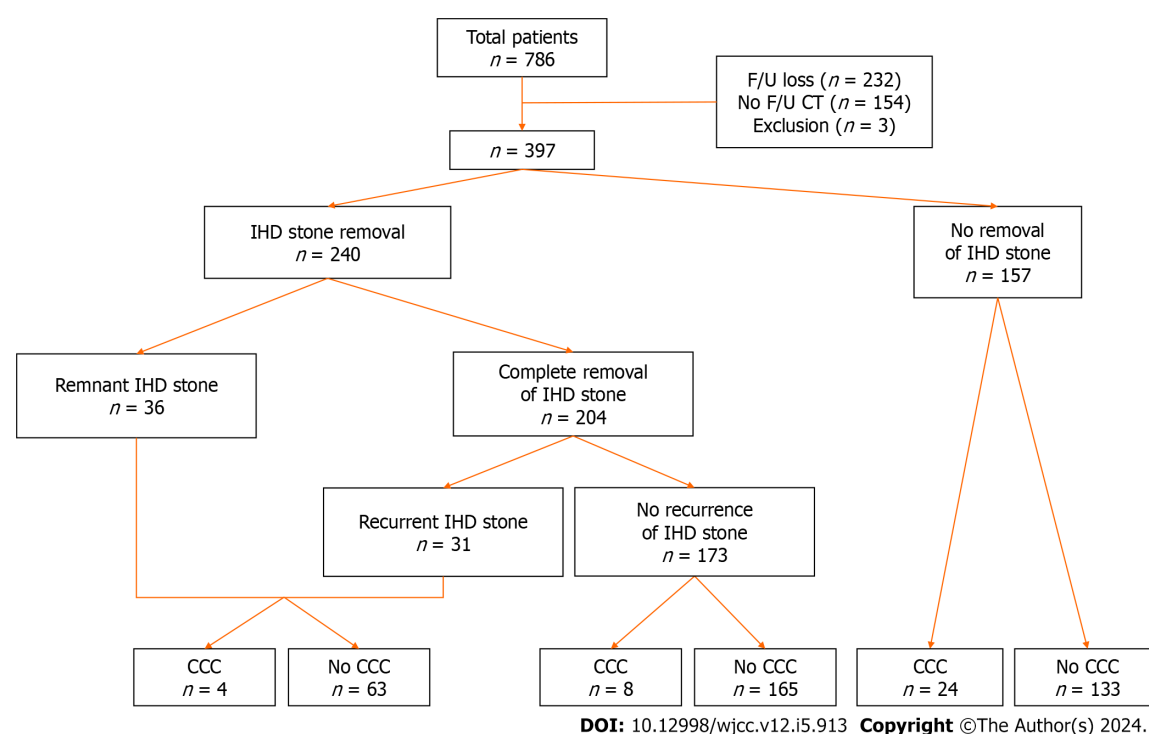 Total patients
n = 786
F/U loss (n = 232)
No F/U CT (n = 154)
Exclusion (n = 3)
n = 397
IHD stone removal
n = 240
No removal
of IHD stone
n = 157
Remnant IHD stone
n = 36
Complete removal
of IHD stone
n = 204
Recurrent IHD stone
n = 31
No recurrence
of IHD stone
n = 173
CCC
n = 4
No CCC
n = 63
CCC
n = 8
No CCC
n = 165
CCC
n = 24
No CCC
n = 133
DOI: 10.12998/wjcc.v12.i5.913 Copyright ©The Author(s) 2024.